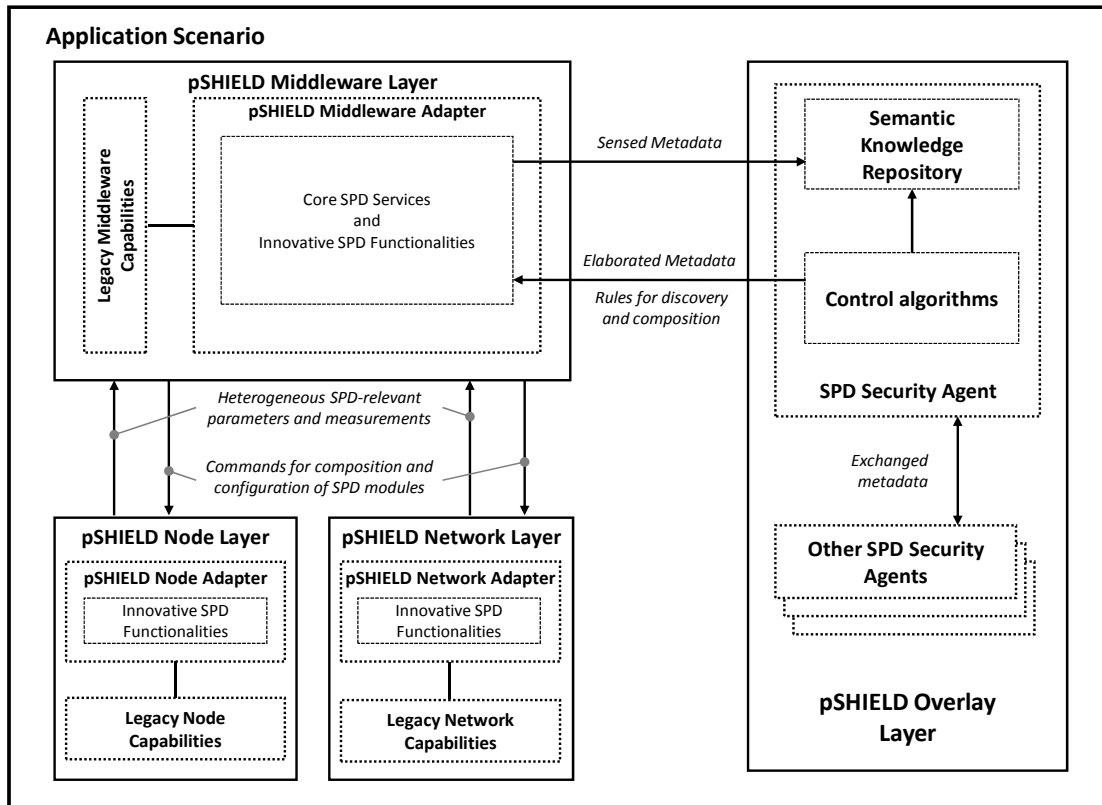 Application Scenario
pSHIELD Middleware Layer
pSHIELD Middleware Adapter
Legacy Middleware
Capabilities
Core SPD Services
and
Innovative SPD Functionalities
Sensed Metadata
Elaborated Metadata
Rules for discovery
and composition
Semantic
Knowledge
Repository
Control algorithms
SPD Security Agent
Heterogeneous SPD-relevant
parameters and measurements
Commands for composition and
configuration of SPD modules
Exchanged
metadata
pSHIELD Node Layer
pSHIELD Node Adapter
Innovative SPD
Functionalities
Legacy Node
Capabilities
pSHIELD Network Layer
pSHIELD Network Adapter
Innovative SPD
Functionalities
Legacy Network
Capabilities
Other SPD Security
Agents
pSHIELD Overlay
Layer